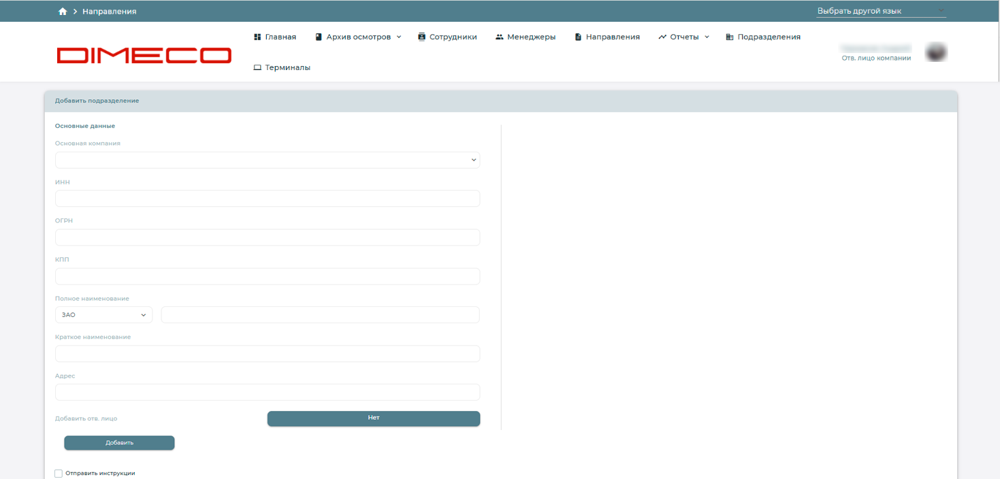 Направления
Выбрать другой язык
Главная
Архив осмотров
Сотрудники
Менеджеры
Направления
Отчеты
Подразделения
DIMECO
Отв. лицо компании
Терминалы
Добавить подразделение
Основные данные
Основная компания
ИНН
ОГРН
КПП
Полное наименование
ЗАО
Краткое наименование
Адрес
Добавить отв. лицо
Нет
Добавить
Отправить инструкции